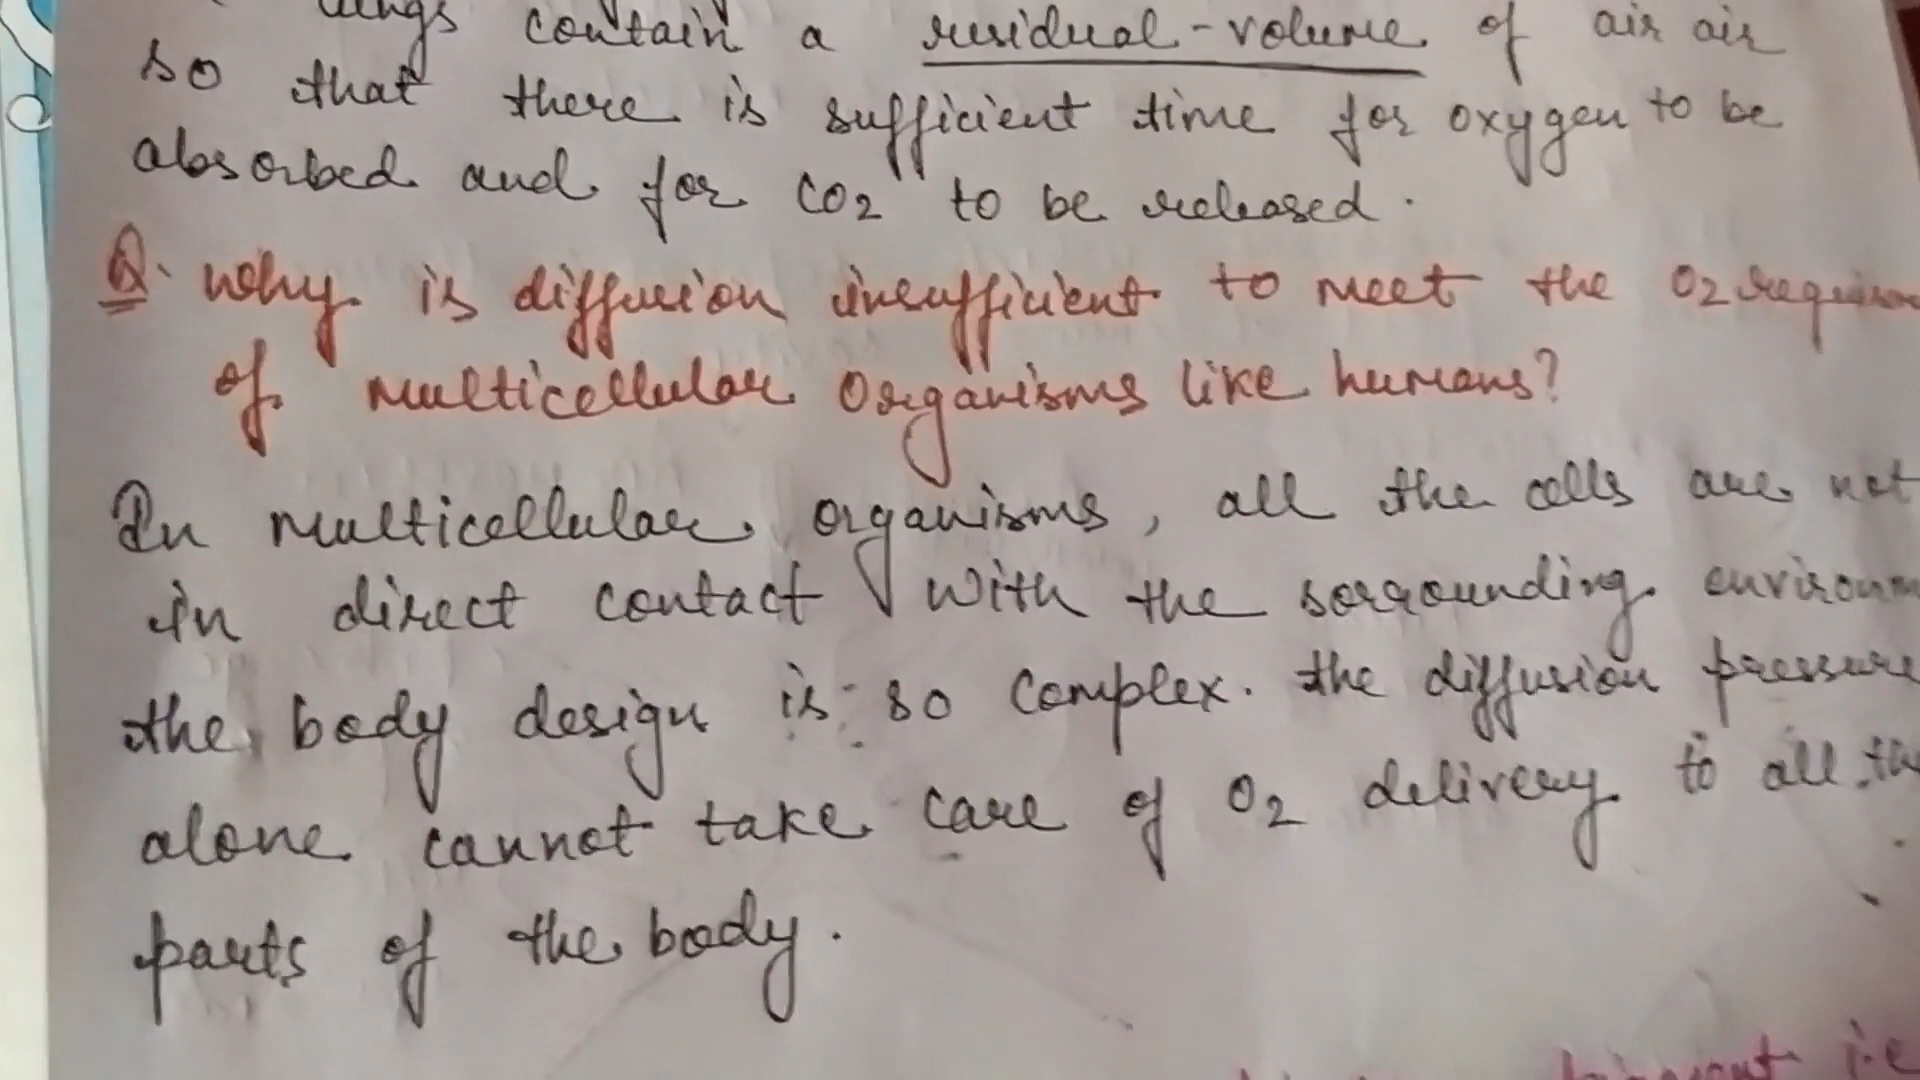 lungs contain a residual-volume of air air
so that there is sufficient time for oxygen to be
absorbed and for CO2 to be released.
Q. Why is diffusion insufficient to meet the O2
of multicellular organisms like humans?
In multicellular organisms, all the cells are not
in direct contact with the sorrounding
the body design is so complex. the diffusion pressure
alone cannot take care of O2 delivery to all the
parts of the body.
i.e